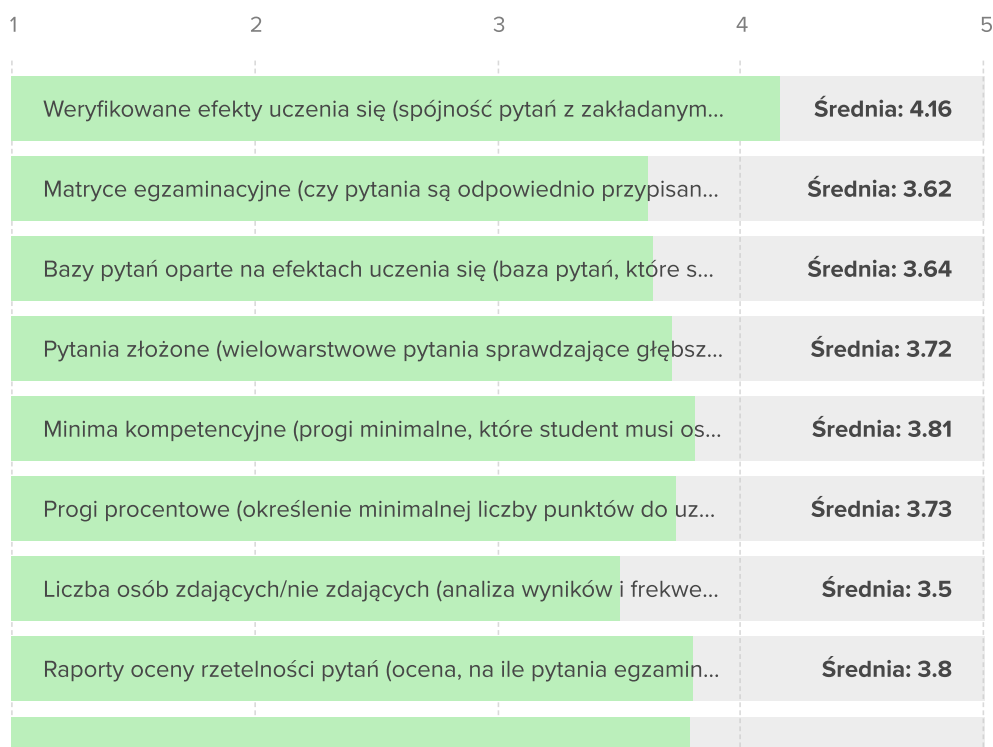 1 2 3 4 5
Weryfikowane efekty uczenia się (spójność pytań z zakładanym... Średnia: 4.16
Matryce egzaminacyjne (czy pytania są odpowiednio przypisan... Średnia: 3.62
Bazy pytań oparte na efektach uczenia się (baza pytań, które s... Średnia: 3.64
Pytania złożone (wielowarstwowe pytania sprawdzające głębsz... Średnia: 3.72
Minima kompetencyjne (progi minimalne, które student musi os... Średnia: 3.81
Progi procentowe (określenie minimalnej liczby punktów do uz... Średnia: 3.73
Liczba osób zdających/nie zdających (analiza wyników i frekwe... Średnia: 3.5
Raporty oceny rzetelności pytań (ocena, na ile pytania egzamin... Średnia: 3.8